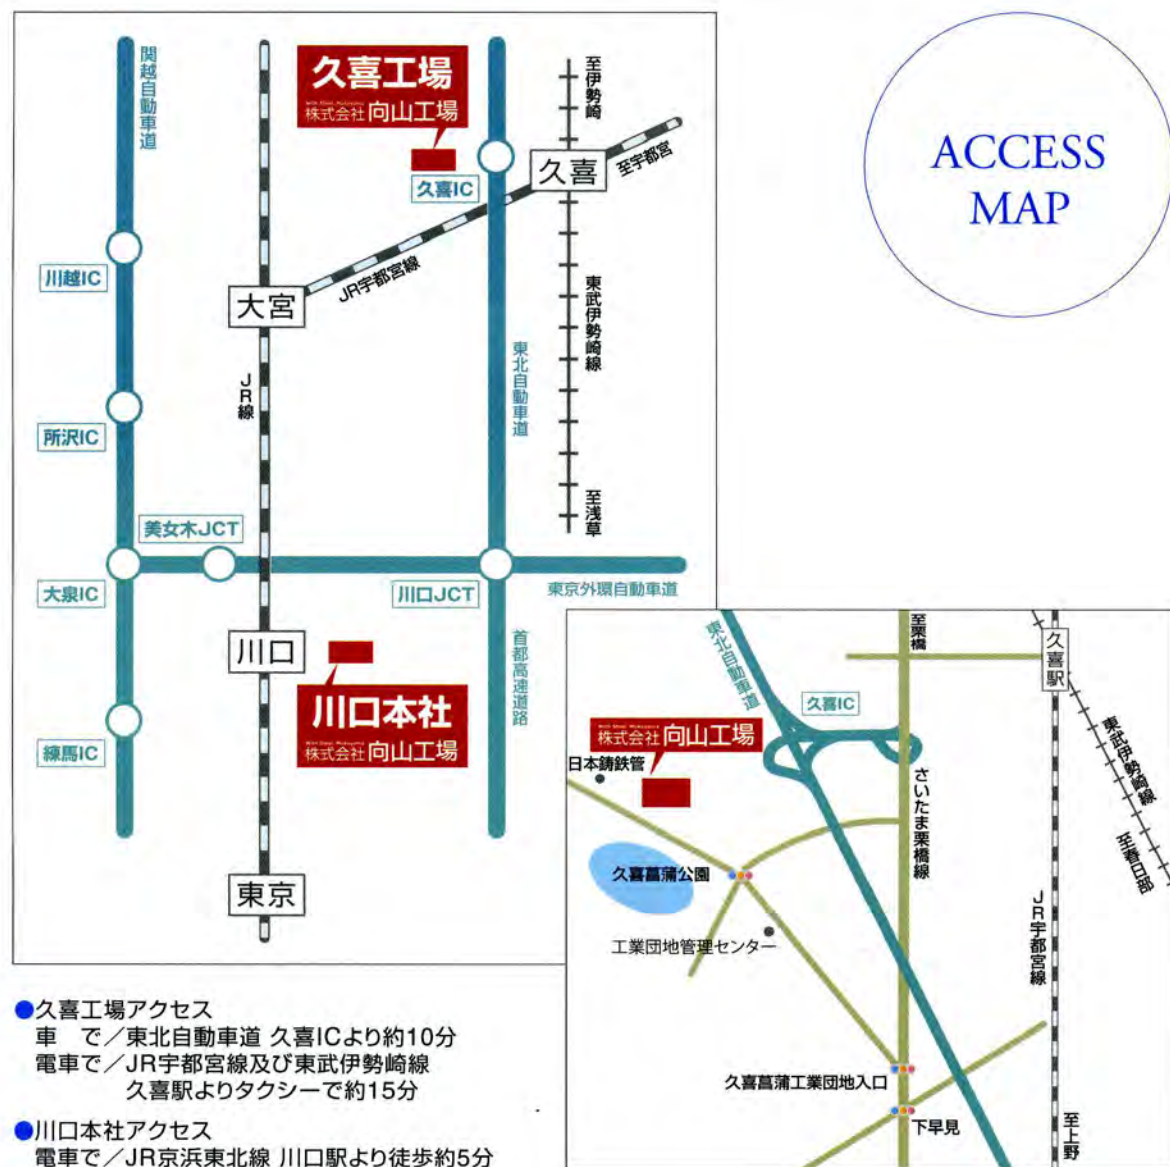 ACCESS
MAP
関越自動車道
久喜工場
株式会社 向山工場
至伊勢崎
久喜
至宇都宮
久喜IC
川越IC
大宮
JR宇都宮線
東武伊勢崎線
東北自動車道
JR線
所沢IC
至浅草
美女木JCT
大泉IC
川口JCT
東京外環自動車道
川口
首都高速道路
川口本社
株式会社 向山工場
練馬IC
東京
東北自動車道
至栗橋
久喜駅
久喜IC
株式会社 向山工場
日本鋳鉄管
東武伊勢崎線
さいたま栗橋線
至春日部
久喜菖蒲公園
JR宇都宮線
工業団地管理センター
久喜菖蒲工業団地入口
下早見
至上野
●久喜工場アクセス
車 で/東北自動車道 久喜ICより約10分
電車で/JR宇都宮線及び東武伊勢崎線
久喜駅よりタクシーで約15分
●川口本社アクセス
電車で/JR京浜東北線 川口駅より徒歩約5分